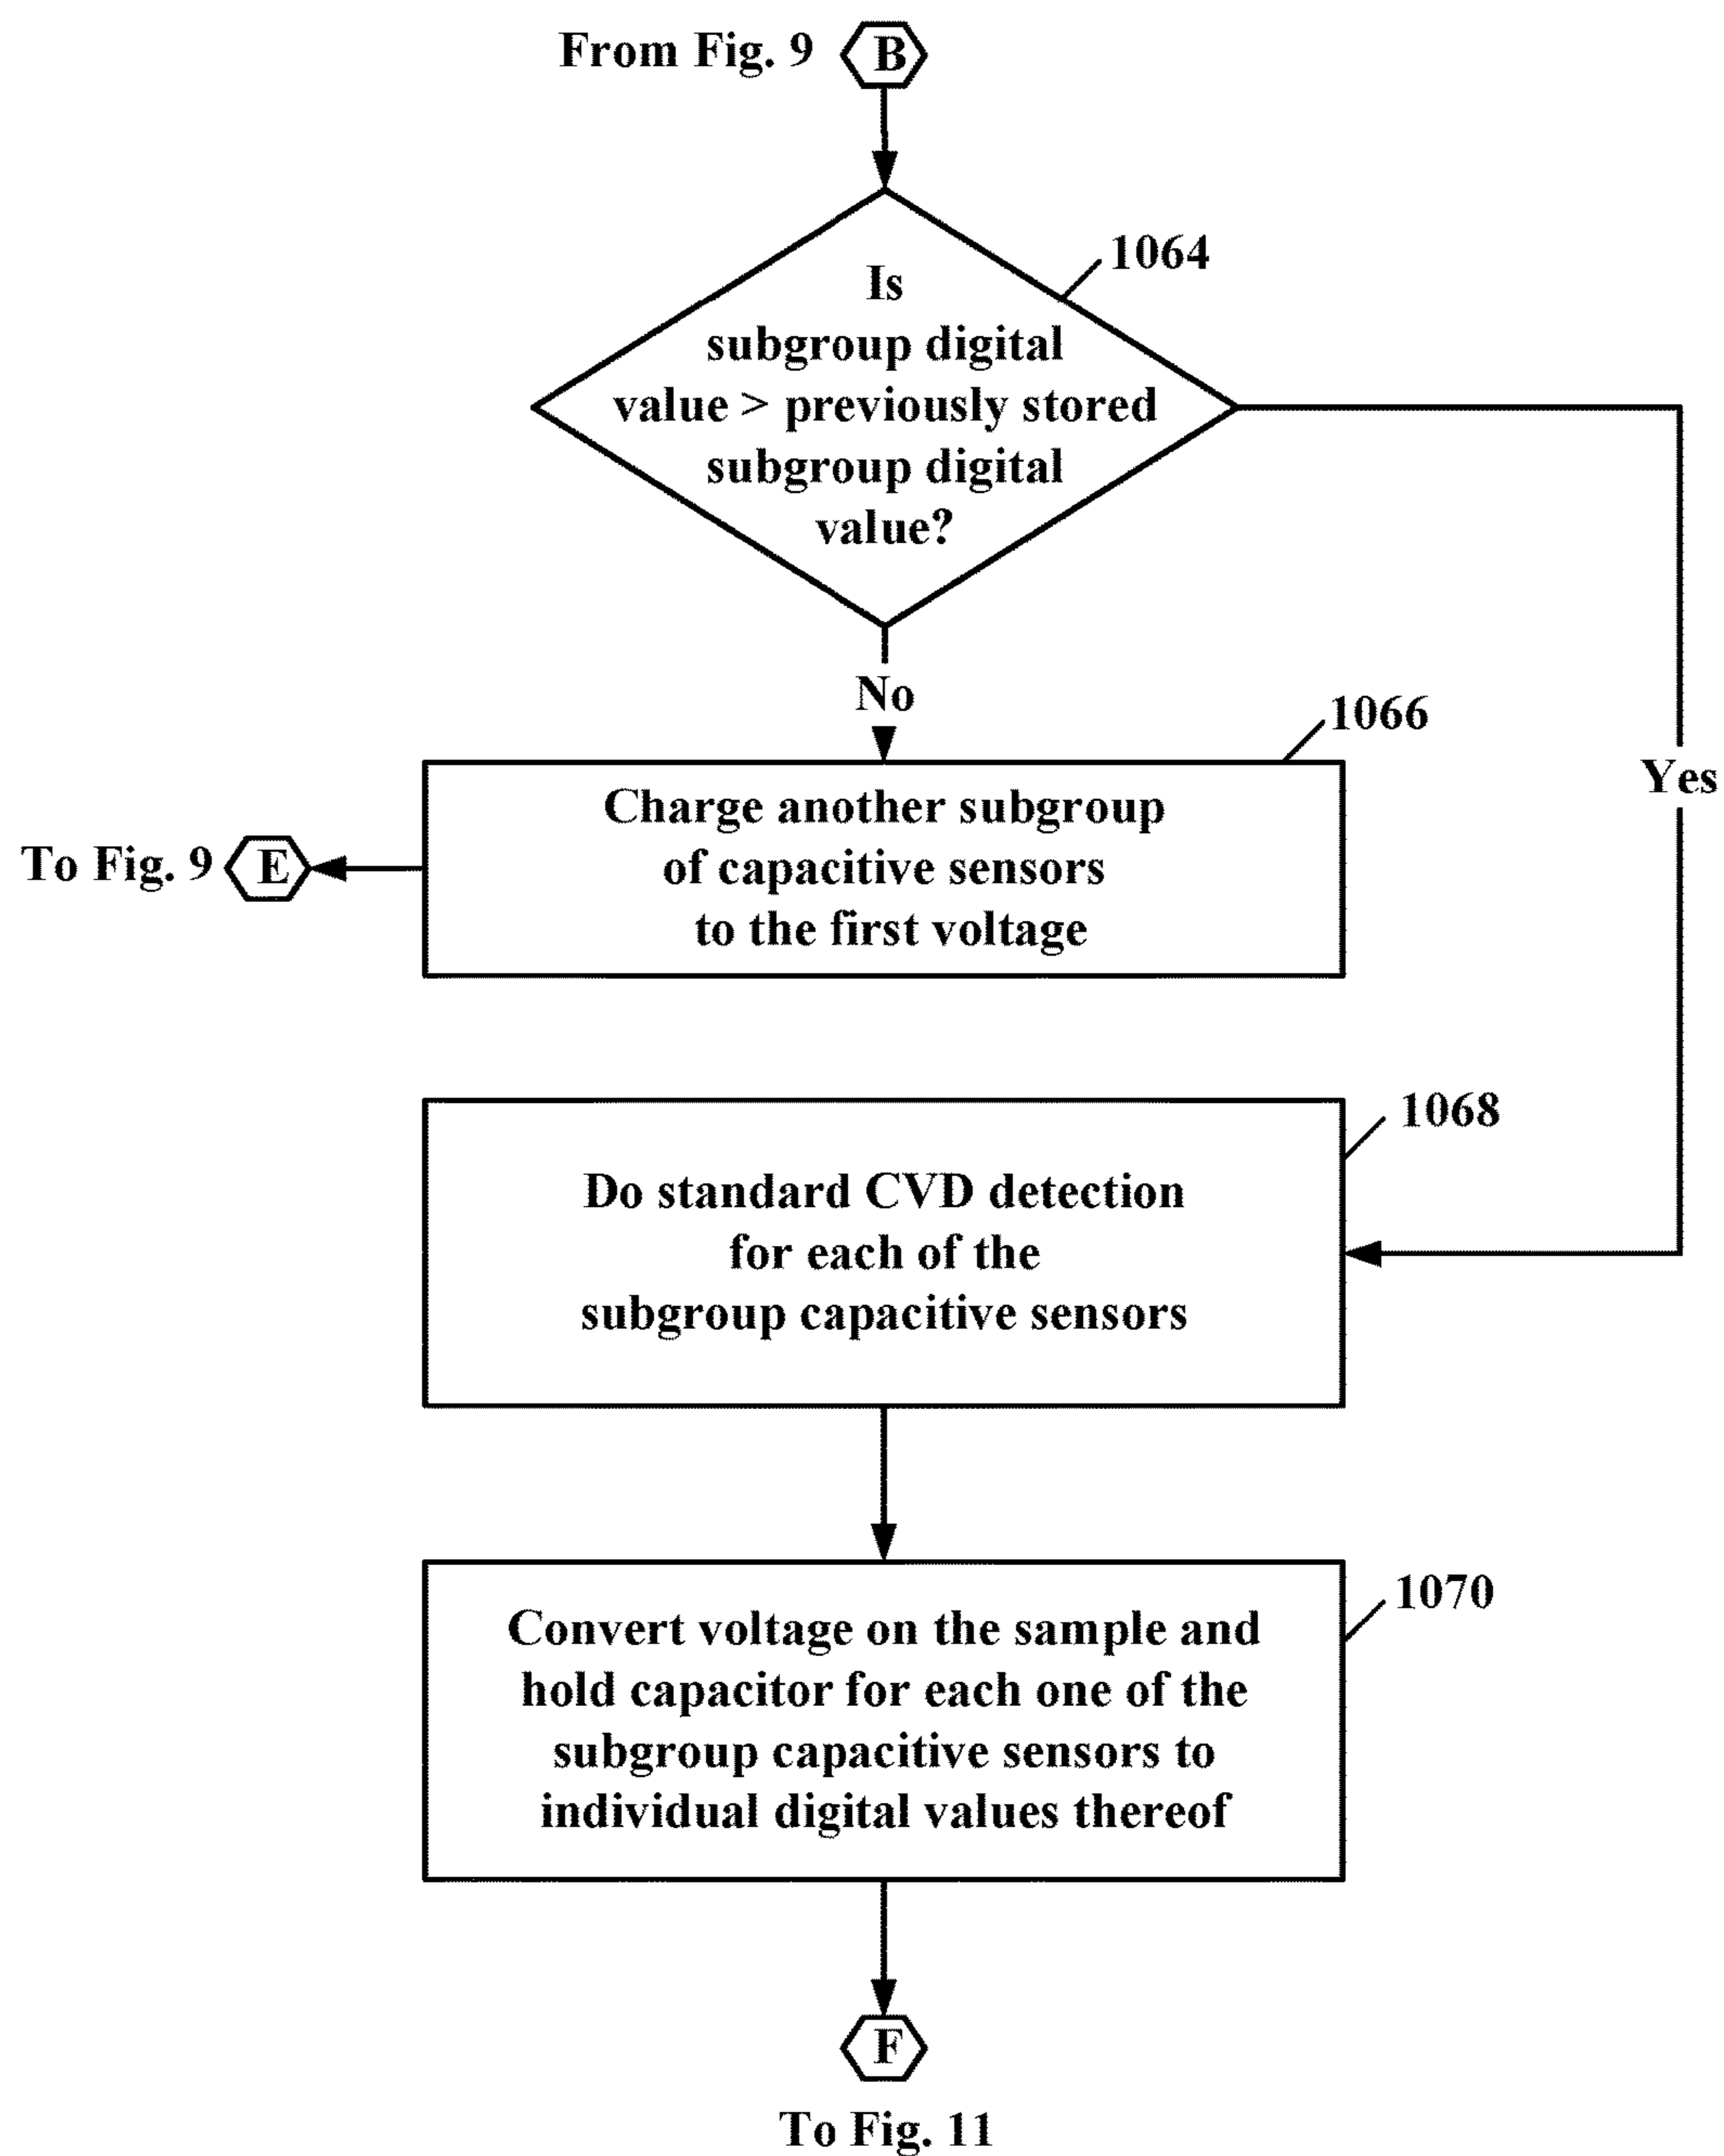 From Fig. 9 B
1064
Is
subgroup digital
value > previously stored
subgroup digital
value?
No
Yes
1066
Charge another subgroup
of capacitive sensors
to the first voltage
To Fig. 9 E
1068
Do standard CVD detection
for each of the
subgroup capacitive sensors
1070
Convert voltage on the sample and
hold capacitor for each one of the
subgroup capacitive sensors to
individual digital values thereof
F
To Fig. 11